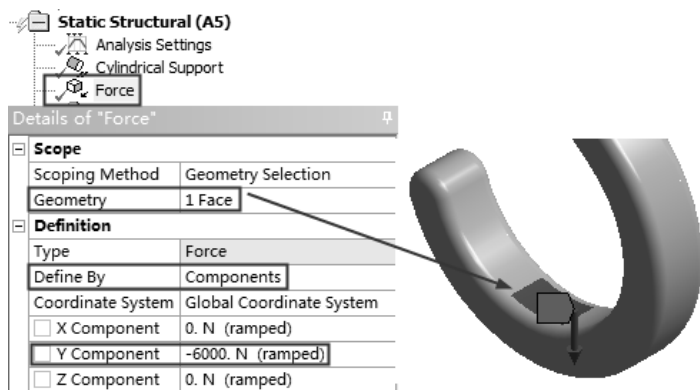 Static Structural (A5)
Analysis Settings
Cylindrical Support
Force
Details of "Force"
Scope
Scoping Method Geometry Selection
Geometry 1 Face
Definition
Type Force
Define By Components
Coordinate System Global Coordinate System
X Component 0. N (ramped)
Y Component -6000. N (ramped)
Z Component 0. N (ramped)